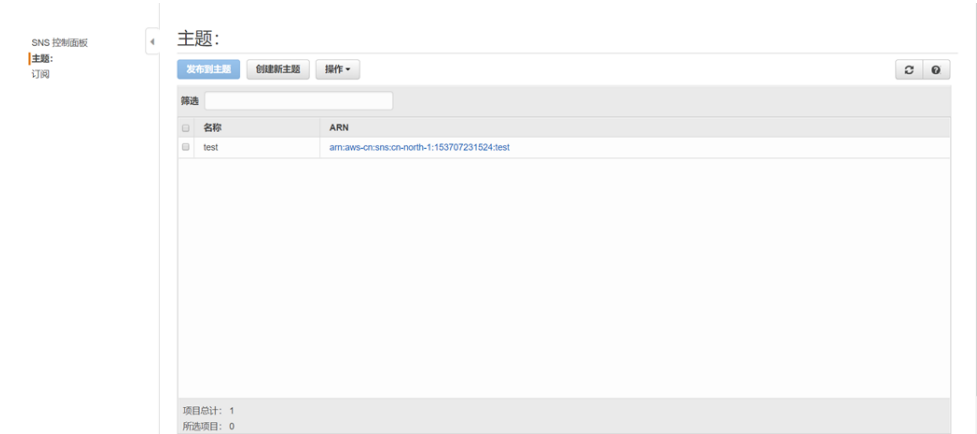 SNS 控制面板
主题:
订阅
主题:
发布到主题 创建新主题 操作
筛选
名称 ARN
test arn:aws-cn:sns:cn-north-1:153707231524:test
项目总计: 1
所选项目: 0